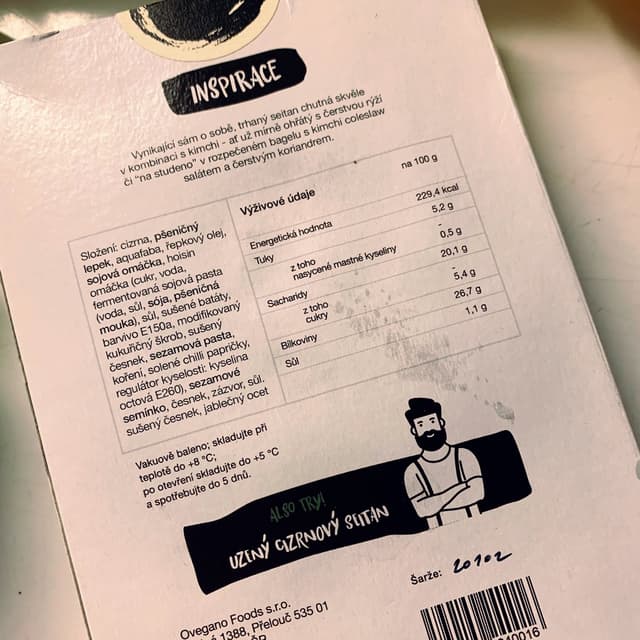 INSPIRACE
Vynikající sám o sobě, trhaný seitan chutná skvěle
v kombinaci s kimchi - ať už mírně ohřátý s čerstvou rýží
či "na studeno" v rozpečeném bagelu s kimchi coleslaw
salátem a čerstvým koriandrem.
Složení: cizrna, pšeničný
lepek, aquafaba, řepkový olej,
sojová omáčka, hoisin
omáčka (cukr, voda,
fermentovaná sojová pasta
(voda, sůl, sója, pšeničná
mouka), sůl, sušené batáty,
barvivo E150a, modifikovaný
kukuřičný škrob, sušený
česnek, sezamová pasta,
koření, solené chilli papričky,
regulátor kyselosti: kyselina
octová E260), sezamové
semínko, česnek, zázvor, sůl.
sušený česnek, jablečný ocet
Výživové údaje na 100 g
Energetická hodnota 229,4 kcal
Tuky 5,2 g
z toho -
nasycené mastné kyseliny 0,5 g
Sacharidy 20,1 g
z toho -
cukry 5,4 g
Bílkoviny 26,7 g
Sůl 1,1 g
Vakuově baleno; skladujte při
teplotě do +8 °C;
po otevření skladujte do +5 °C
a spotřebujte do 5 dnů.
ALSO TRY!
UZENÝ CIZRNOVÝ SEITAN
Šarže: 20102
Ovegano Foods s.r.o.
1388, Přelouč 535 01
ČR